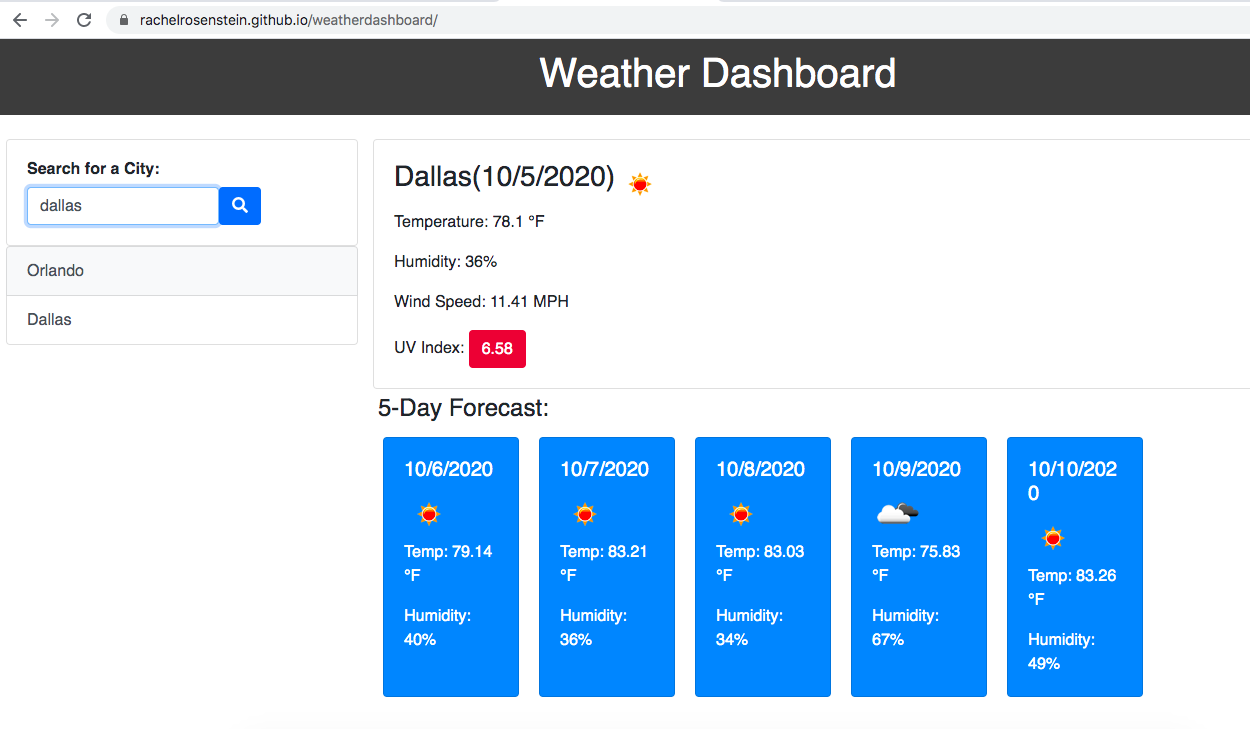 rachelrosenstein.github.io/weatherdashboard/
Weather Dashboard
Search for a City:
dallas
Orlando
Dallas
Dallas(10/5/2020)
Temperature: 78.1 °F
Humidity: 36%
Wind Speed: 11.41 MPH
UV Index: 6.58
5-Day Forecast:
10/6/2020
Temp: 79.14
°F
Humidity:
40%
10/7/2020
Temp: 83.21
°F
Humidity:
36%
10/8/2020
Temp: 83.03
°F
Humidity:
34%
10/9/2020
Temp: 75.83
°F
Humidity:
67%
10/10/202
0
Temp: 83.26
°F
Humidity:
49%